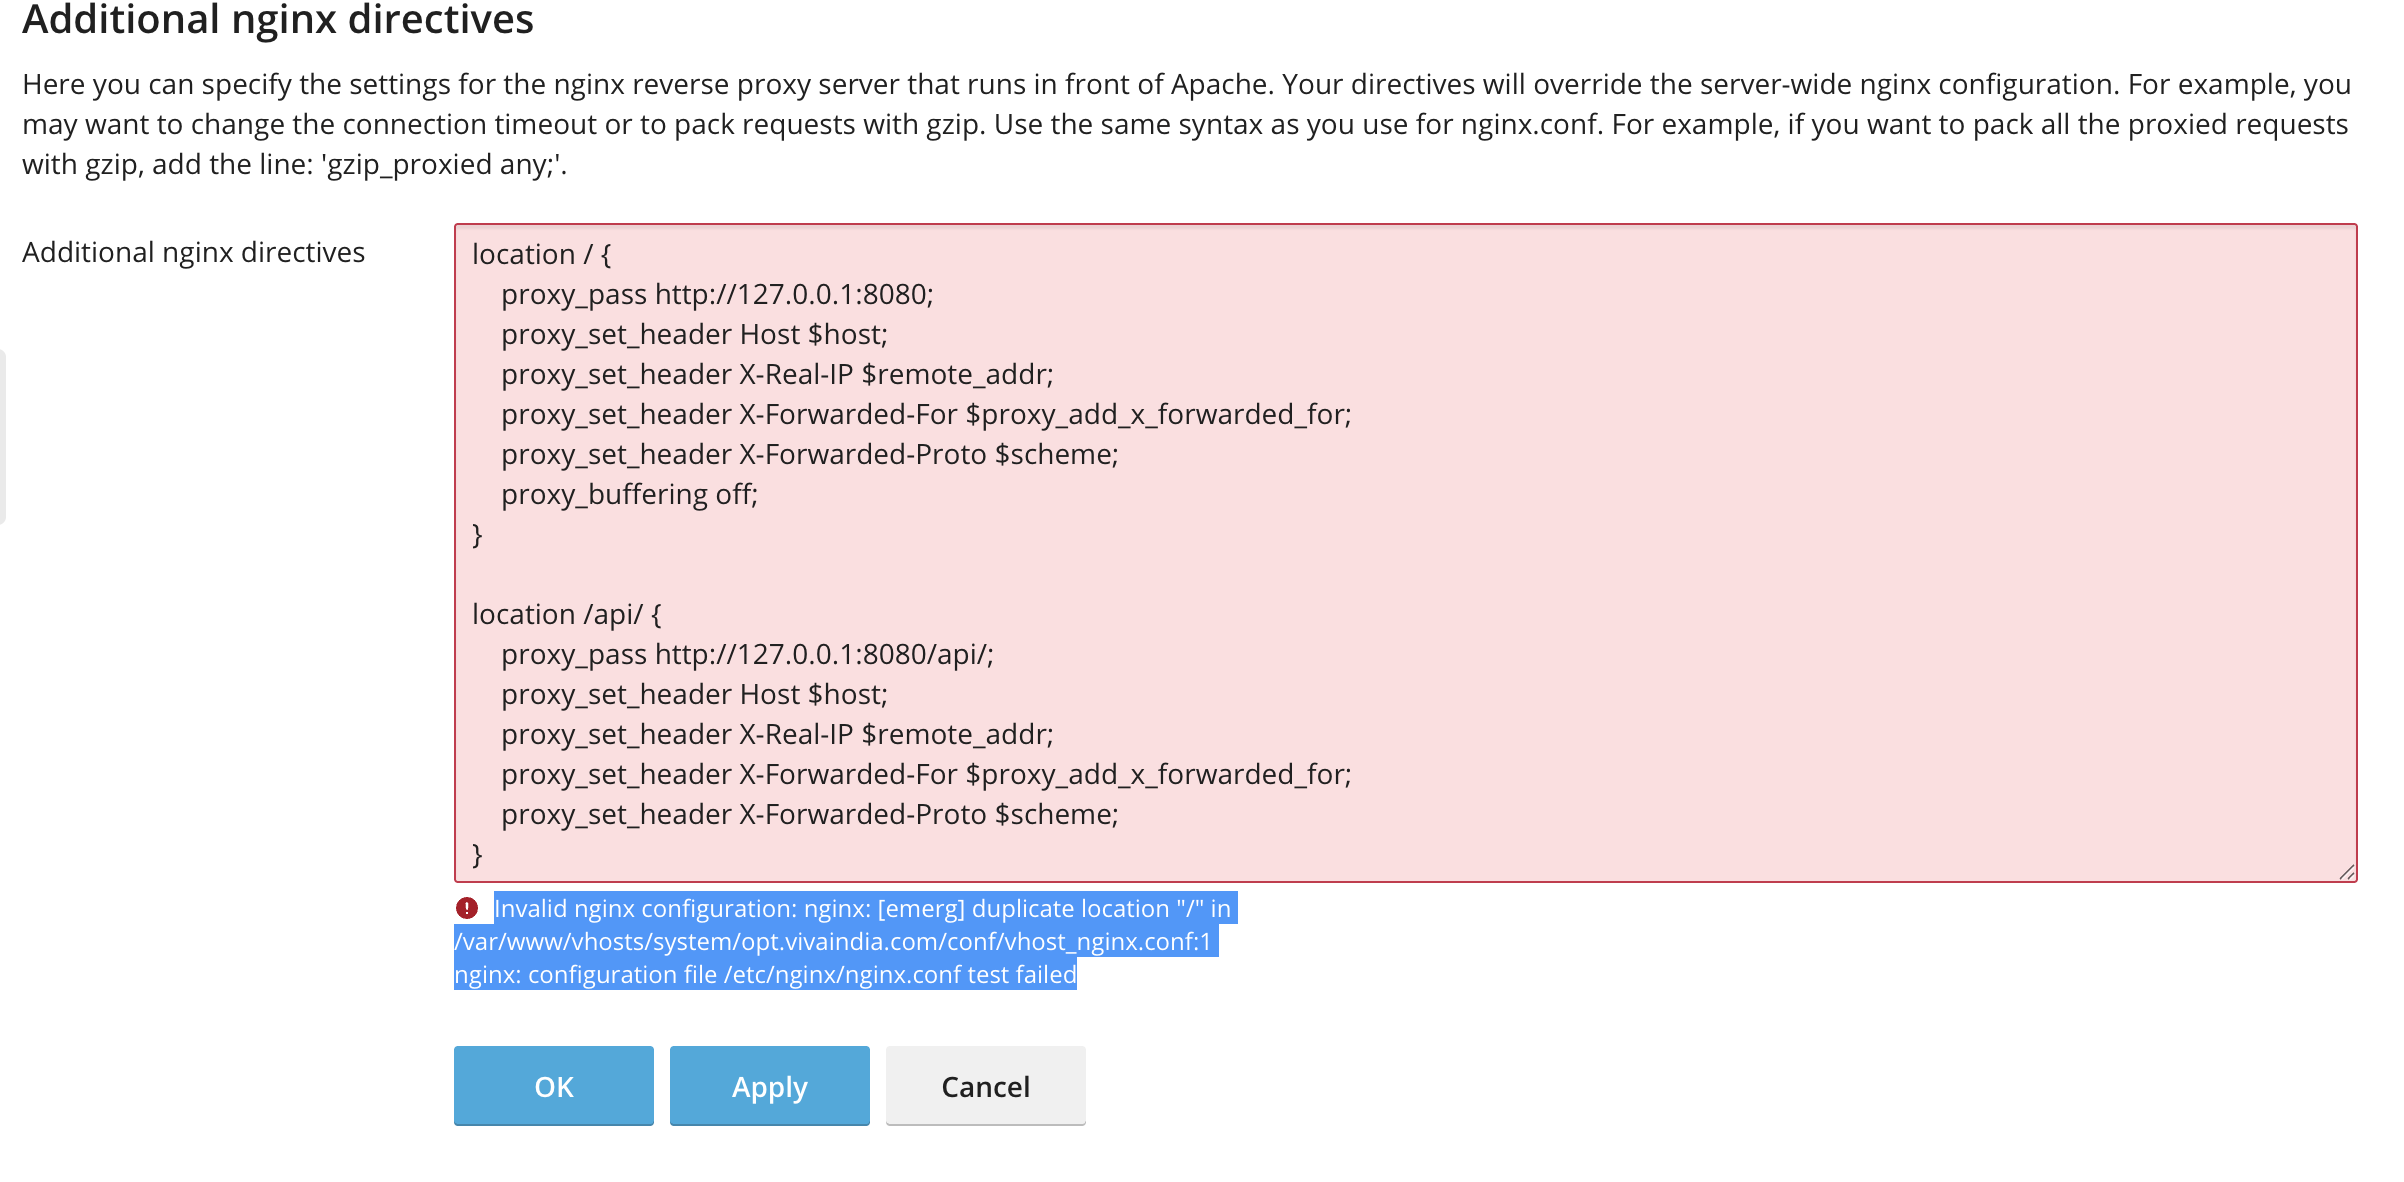 Additional nginx directives
Here you can specify the settings for the nginx reverse proxy server that runs in front of Apache. Your directives will override the server-wide nginx configuration. For example, you
may want to change the connection timeout or to pack requests with gzip. Use the same syntax as you use for nginx.conf. For example, if you want to pack all the proxied requests
with gzip, add the line: 'gzip_proxied any;'.
Additional nginx directives
location / {
    proxy_pass http://127.0.0.1:8080;
    proxy_set_header Host $host;
    proxy_set_header X-Real-IP $remote_addr;
    proxy_set_header X-Forwarded-For $proxy_add_x_forwarded_for;
    proxy_set_header X-Forwarded-Proto $scheme;
    proxy_buffering off;
}
location /api/ {
    proxy_pass http://127.0.0.1:8080/api/;
    proxy_set_header Host $host;
    proxy_set_header X-Real-IP $remote_addr;
    proxy_set_header X-Forwarded-For $proxy_add_x_forwarded_for;
    proxy_set_header X-Forwarded-Proto $scheme;
}
Invalid nginx configuration: nginx: [emerg] duplicate location "/" in
/var/www/vhosts/system/opt.vivaindia.com/conf/vhost_nginx.conf:1
nginx: configuration file /etc/nginx/nginx.conf test failed
OK
Apply
Cancel